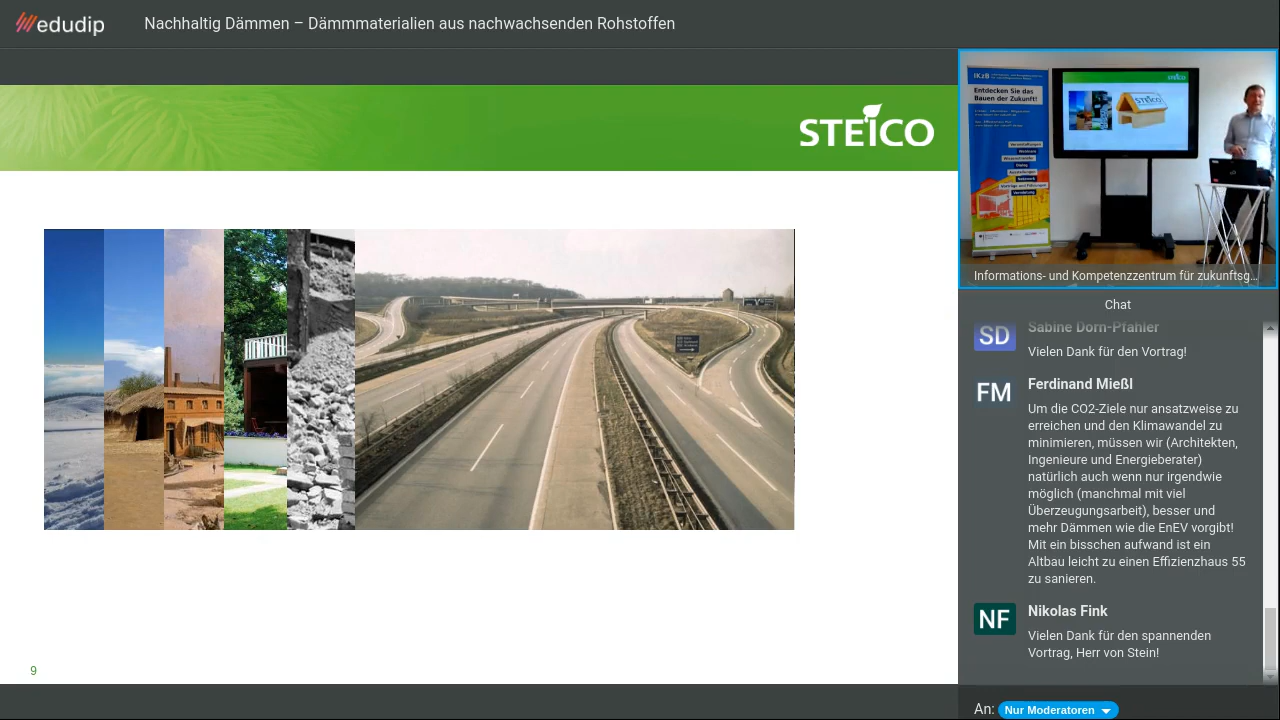 edudip
Nachhaltig Dämmen – Dämmmaterialien aus nachwachsenden Rohstoffen
STEICO
9
IKzB
Entdecken Sie das
Bauen der Zukunft!
STEICO
STEICO
Informations- und Kompetenzzentrum für zukunftsg...
Chat
Sabine Dorn-Pfahler
SD
Vielen Dank für den Vortrag!
Ferdinand Mießl
FM
Um die CO2-Ziele nur ansatzweise zu
erreichen und den Klimawandel zu
minimieren, müssen wir (Architekten,
Ingenieure und Energieberater)
natürlich auch wenn nur irgendwie
möglich (manchmal mit viel
Überzeugungsarbeit), besser und
mehr Dämmen wie die EnEV vorgibt!
Mit ein bisschen aufwand ist ein
Altbau leicht zu einen Effizienzhaus 55
zu sanieren.
Nikolas Fink
NF
Vielen Dank für den spannenden
Vortrag, Herr von Stein!
An: Nur Moderatoren